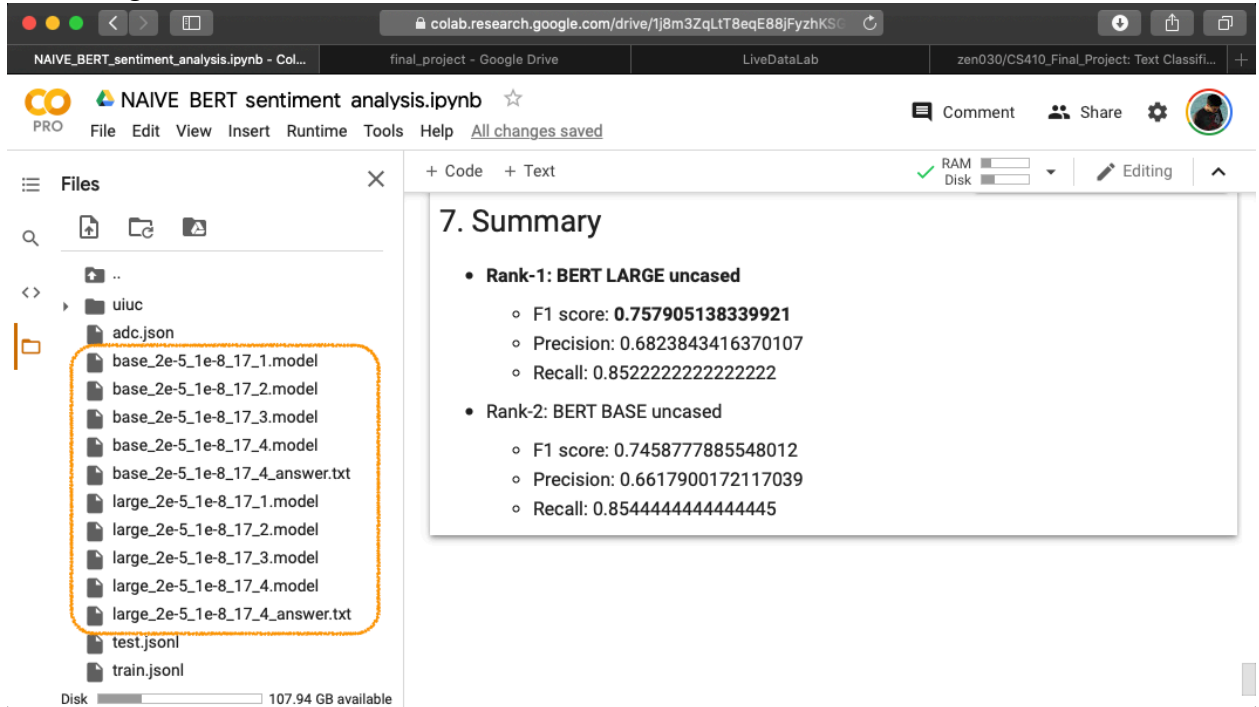 colab.research.google.com/drive/1j8m3ZqLtT8eqE88jFyzhKSG
NAIVE_BERT_sentiment_analysis.ipynb - Col...
final_project - Google Drive
LiveDataLab
zen030/CS410_Final_Project: Text Classifi...
CO
PRO
NAIVE BERT sentiment analysis.ipynb
File Edit View Insert Runtime Tools Help All changes saved
Comment
Share
Files
+ Code + Text
RAM
Disk
Editing
..
uiuc
adc.json
base_2e-5_1e-8_17_1.model
base_2e-5_1e-8_17_2.model
base_2e-5_1e-8_17_3.model
base_2e-5_1e-8_17_4.model
base_2e-5_1e-8_17_4_answer.txt
large_2e-5_1e-8_17_1.model
large_2e-5_1e-8_17_2.model
large_2e-5_1e-8_17_3.model
large_2e-5_1e-8_17_4.model
large_2e-5_1e-8_17_4_answer.txt
test.jsonl
train.jsonl
Disk 107.94 GB available
7. Summary
• Rank-1: BERT LARGE uncased
◦ F1 score: 0.757905138339921
◦ Precision: 0.6823843416370107
◦ Recall: 0.8522222222222222
• Rank-2: BERT BASE uncased
◦ F1 score: 0.7458777885548012
◦ Precision: 0.6617900172117039
◦ Recall: 0.8544444444444445